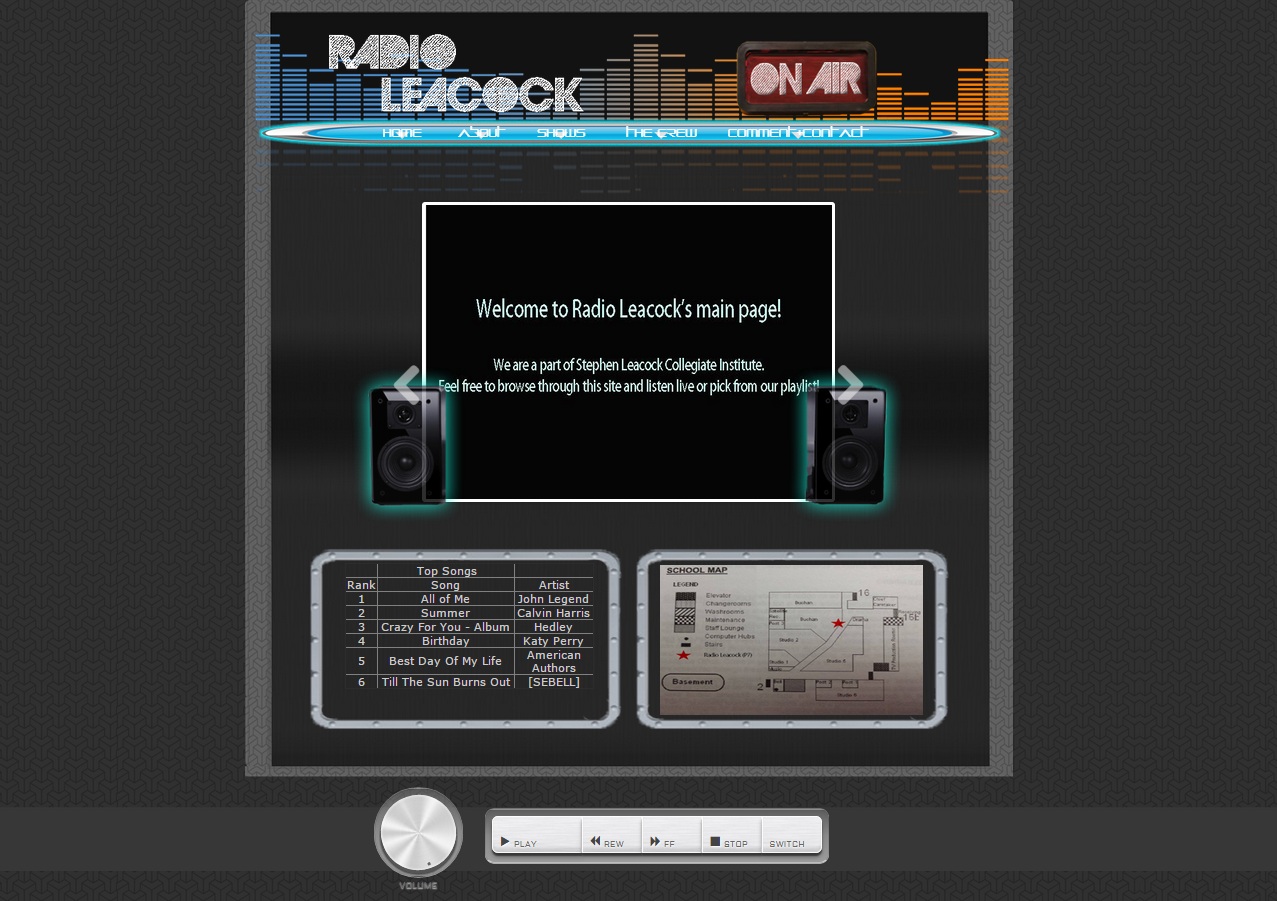 RADIO
LEACOCK
ON AIR
HOME ABOUT SHOWS THE CREW COMMENT-CONTACT
Welcome to Radio Leacock's main page!
We are a part of Stephen Leacock Collegiate Institute.
Feel free to browse through this site and listen live or pick from our playlist!
Top Songs
Rank Song Artist
1 All of Me John Legend
2 Summer Calvin Harris
3 Crazy For You - Album Hedley
4 Birthday Katy Perry
5 Best Day Of My Life American Authors
6 Till The Sun Burns Out [SEBELL]
SCHOOL MAP
LEGEND
Elevator
Changerooms
Washrooms
Maintenance
Staff Lounge
Computer Hubs
Stairs
Radio Leacock (P7)
Basement
16
Buchan
Buchan
Drama
Studio 2
Studio 1
2
VOLUME
PLAY REW FF STOP SWITCH